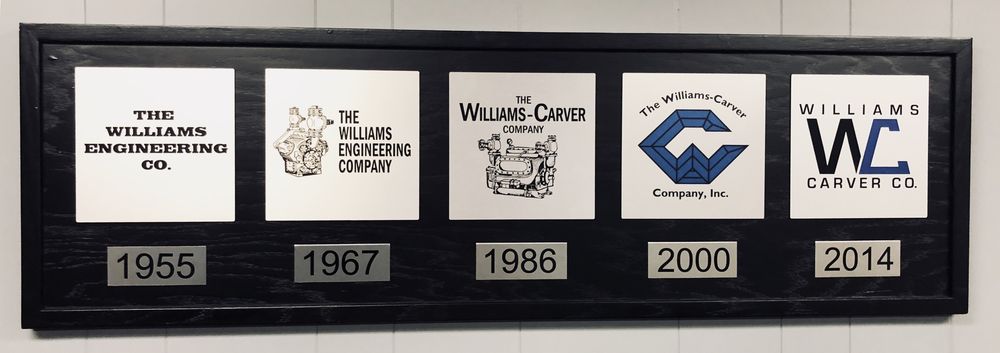 THE
WILLIAMS
ENGINEERING
CO.
THE
WILLIAMS
ENGINEERING
COMPANY
THE
WILLIAMS-CARVER
COMPANY
The Williams-Carver
CW
Company, Inc.
WILLIAMS
WC
CARVER CO.
1955
1967
1986
2000
2014